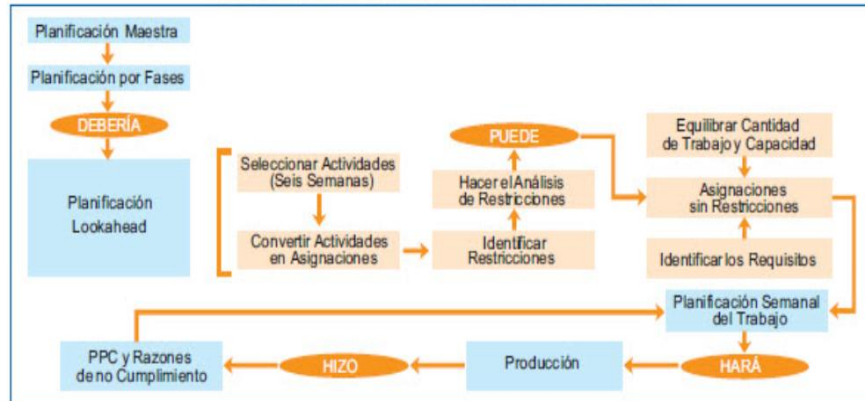 Planificación Maestra
Planificación por Fases
DEBERÍA
Planificación
Lookahead
Seleccionar Actividades
(Seis Semanas)
Convertir Actividades
en Asignaciones
Identificar
Restricciones
Hacer el Análisis
de Restricciones
PUEDE
Equilibrar Cantidad
de Trabajo y Capacidad
Asignaciones
sin Restricciones
Identificar los Requisitos
Planificación Semanal
del Trabajo
HARÁ
Producción
HIZO
PPC y Razones
de no Cumplimiento